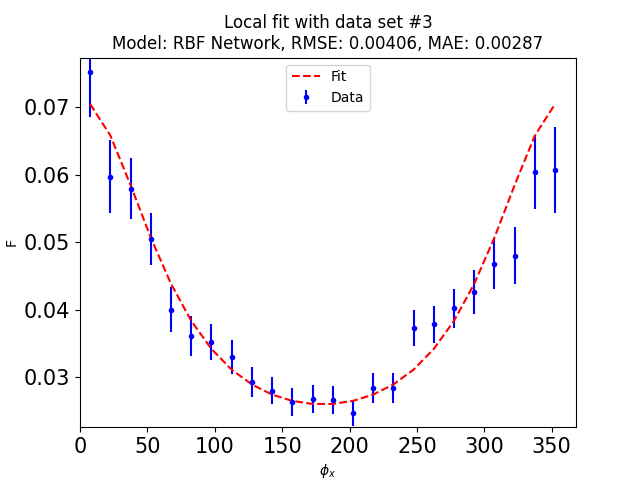 Local fit with data set #3
Model: RBF Network, RMSE: 0.00406, MAE: 0.00287
Fit
Data
0.07
0.06
0.05
0.04
0.03
F
0 50 100 150 200 250 300 350
ϕx